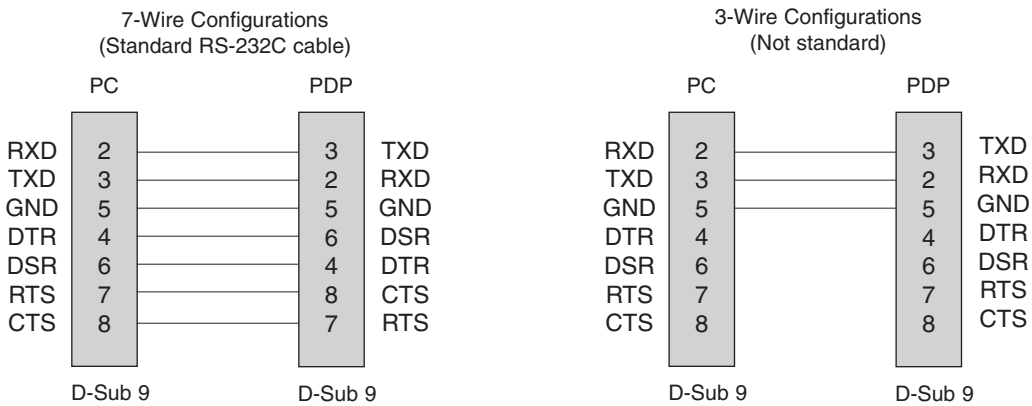 7-Wire Configurations
(Standard RS-232C cable)
PC PDP
RXD 2 3 TXD
TXD 3 2 RXD
GND 5 5 GND
DTR 4 6 DSR
DSR 6 4 DTR
RTS 7 8 CTS
CTS 8 7 RTS
D-Sub 9 D-Sub 9
3-Wire Configurations
(Not standard)
PC PDP
RXD 2 3 TXD
TXD 3 2 RXD
GND 5 5 GND
DTR 4 4 DTR
DSR 6 6 DSR
RTS 7 7 RTS
CTS 8 8 CTS
D-Sub 9 D-Sub 9